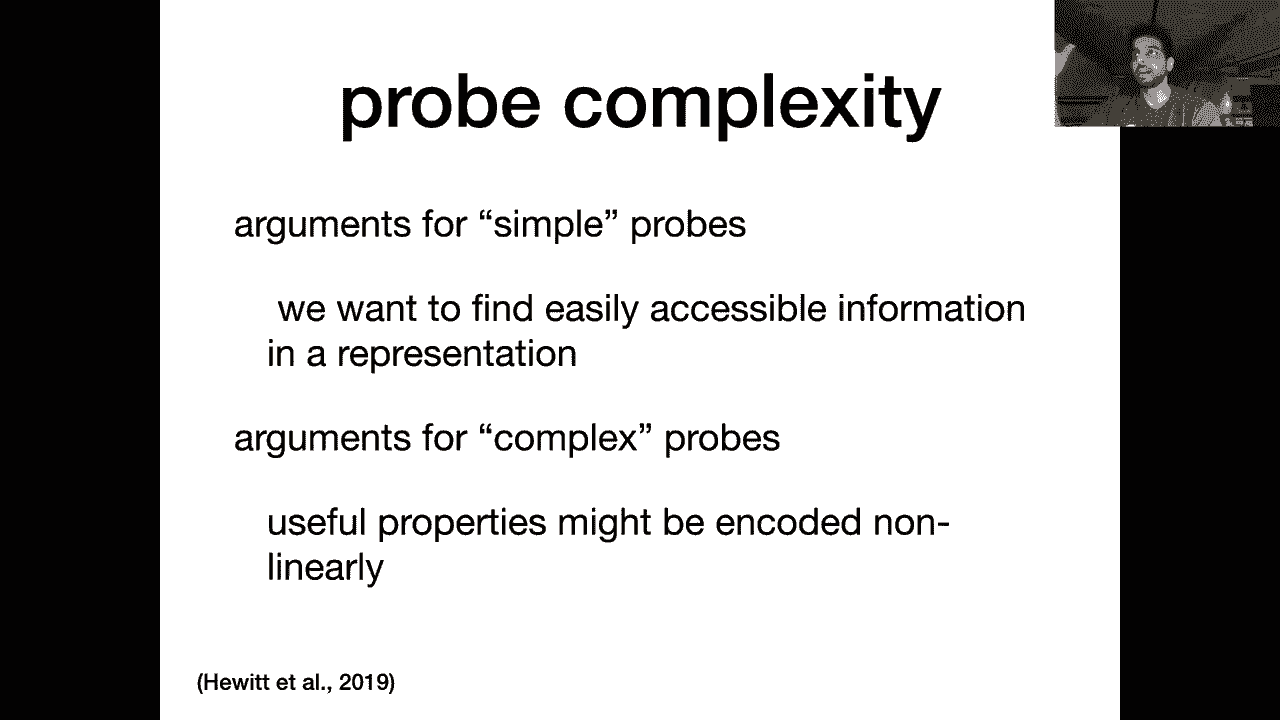 probe complexity
arguments for “simple” probes
we want to find easily accessible information
in a representation
arguments for “complex” probes
useful properties might be encoded non-
linearly
(Hewitt et al., 2019)